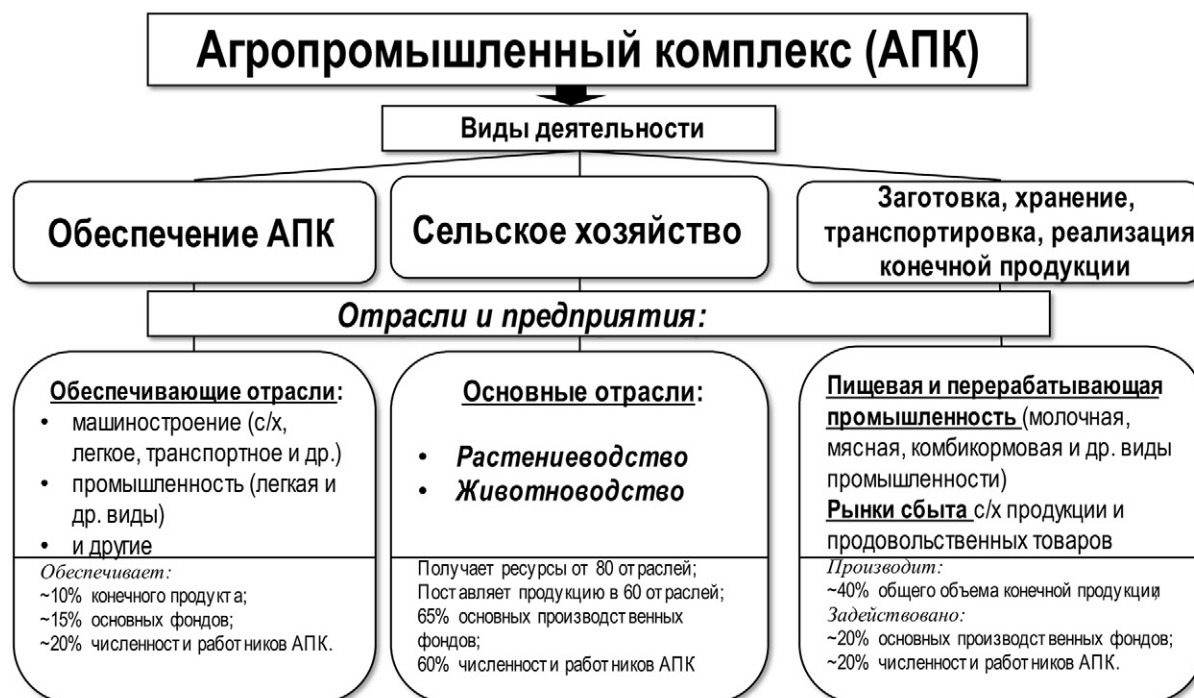 Агропромышленный комплекс (АПК)
Виды деятельности
Обеспечение АПК
Сельское хозяйство
Заготовка, хранение,
транспортировка, реализация
конечной продукции
Отрасли и предприятия:
Обеспечивающие отрасли:
• машиностроение (с/х,
легкое, транспортное и др.)
• промышленность (легкая и
др. виды)
• и другие
Обеспечивает:
~10% конечного продукта;
~15% основных фондов;
~20% численности работников АПК.
Основные отрасли:
• Растениеводство
• Животноводство
Получает ресурсы от 80 отраслей;
Поставляет продукцию в 60 отраслей;
65% основных производственных
фондов;
60% численности работников АПК
Пищевая и перерабатывающая
промышленность (молочная,
мясная, комбикормовая и др. виды
промышленности)
Рынки сбыта с/х продукции и
продовольственных товаров
Производит:
~40% общего объема конечной продукции;
Задействовано:
~20% основных производственных фондов;
~20% численности работников АПК.